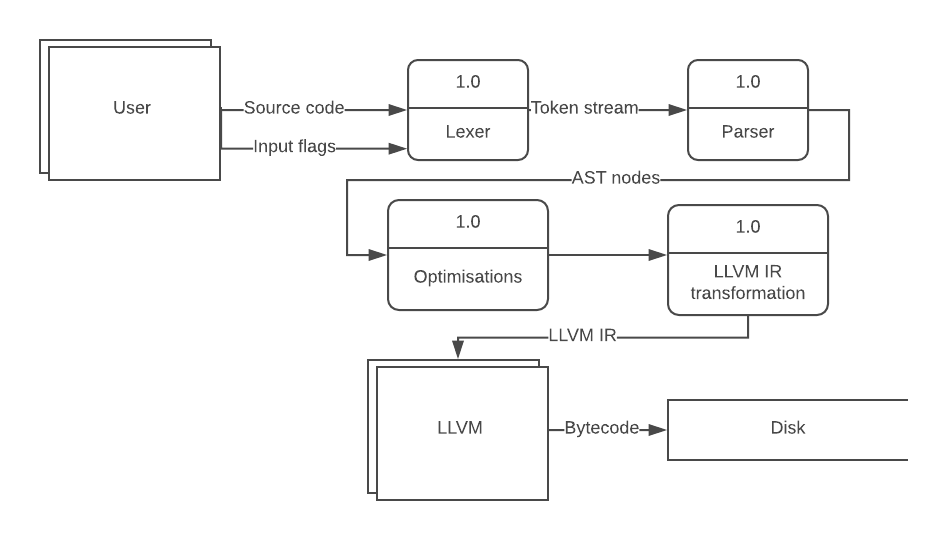 1.0
1.0
User
Source code
Token stream
Lexer
Parser
Input flags
AST nodes
1.0
1.0
Optimisations
LLVM IR
transformation
LLVM IR
LLVM
Bytecode
Disk